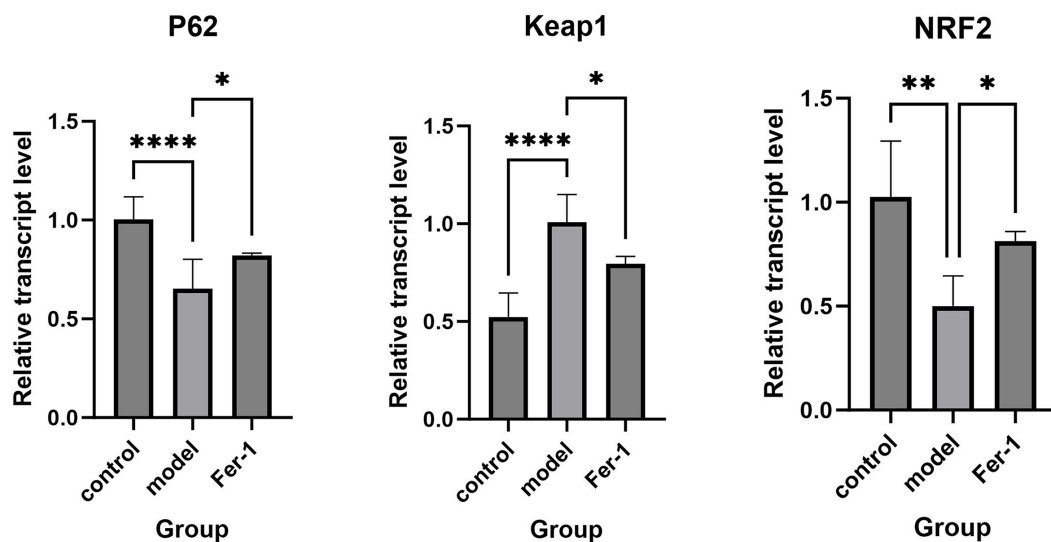 P62
Relative transcript level
1.5
1.0
0.5
0.0
****
*
control
model
Fer-1
Group
Keap1
Relative transcript level
1.5
1.0
0.5
0.0
****
*
control
model
Fer-1
Group
NRF2
Relative transcript level
1.5
1.0
0.5
0.0
**
*
control
model
Fer-1
Group